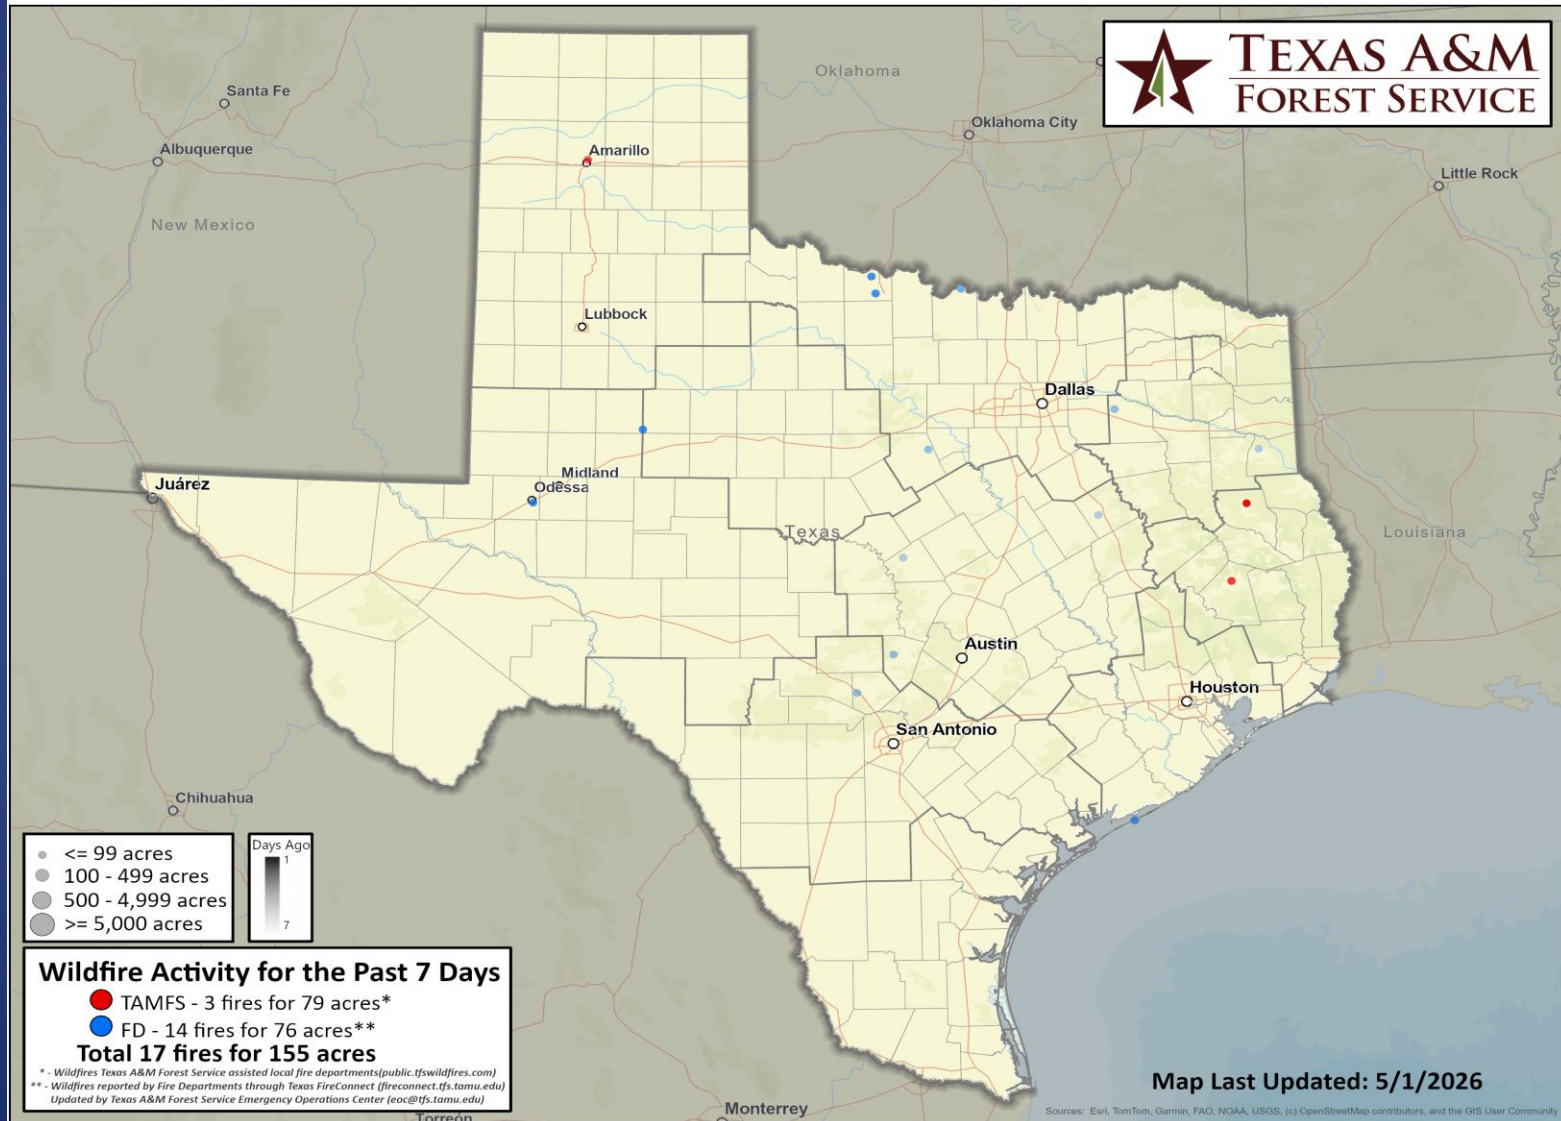 TEXAS A&M
FOREST SERVICE
Oklahoma
Santa Fe
Oklahoma City
Albuquerque
Amarillo
Little Rock
New Mexico
Lubbock
Dallas
Midland
Odessa
Juárez
Texas
Louisiana
Austin
Houston
San Antonio
Chihuahua
<= 99 acres
100 - 499 acres
500 - 4,999 acres
>= 5,000 acres
Days Ago
1
7
Wildfire Activity for the Past 7 Days
TAMFS - 3 fires for 79 acres*
FD - 14 fires for 76 acres**
Total 17 fires for 155 acres
* - Wildfires Texas A&M Forest Service assisted local fire departments(public.tfswildfires.com)
** - Wildfires reported by Fire Departments through Texas FireConnect (fireconnect.tfs.tamu.edu)
Updated by Texas A&M Forest Service Emergency Operations Center (eoc@tfs.tamu.edu)
Map Last Updated: 5/1/2026
Sources: Esri, TomTom, Garmin, FAO, NOAA, USGS, (c) OpenStreetMap contributors, and the GIS User Community
Monterrey
Torreón